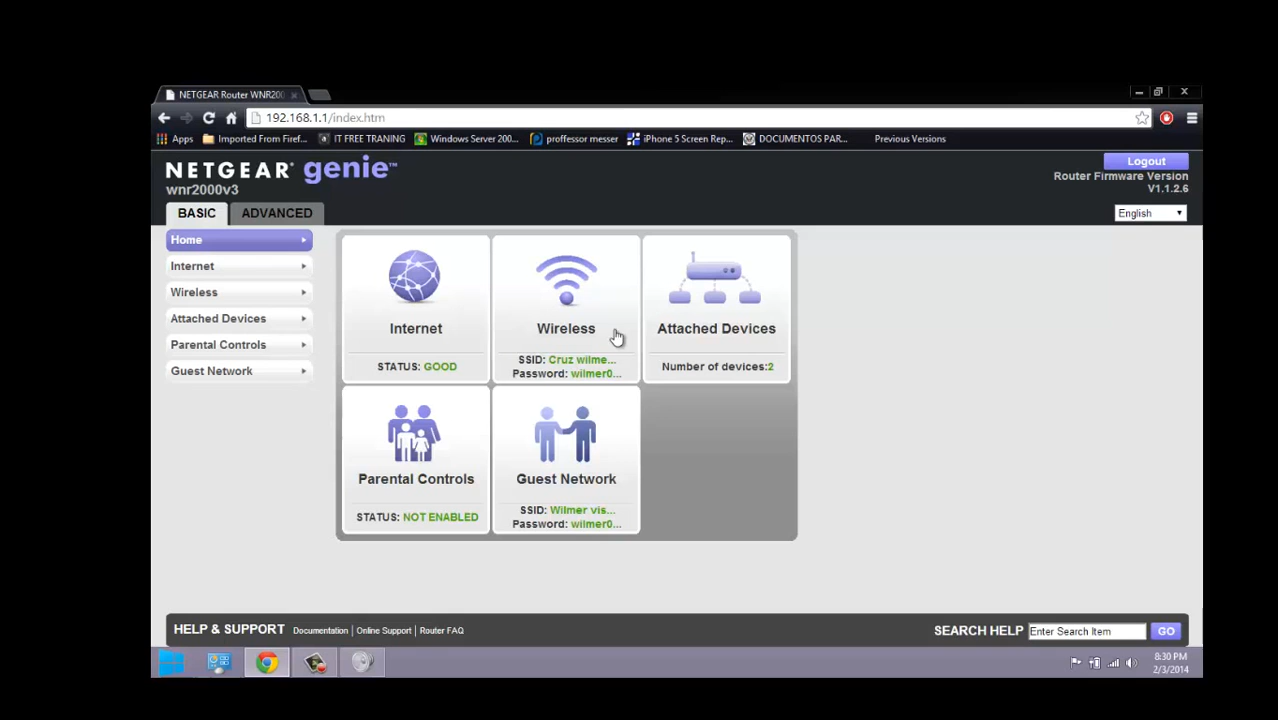 NETGEAR Router WNR200
192.168.1.1/index.htm
Apps
Imported From Firef...
IT FREE TRANING
Windows Server 200...
proffessor messer
iPhone 5 Screen Rep...
DOCUMENTOS PAR...
Previous Versions
NETGEAR® genie™
wnr2000v3
Logout
Router Firmware Version
V1.1.2.6
BASIC
ADVANCED
English
Home
Internet
Wireless
Attached Devices
Parental Controls
Guest Network
Internet
STATUS: GOOD
Wireless
SSID: Cruz wilme...
Password: wilmer0...
Attached Devices
Number of devices:2
Parental Controls
STATUS: NOT ENABLED
Guest Network
SSID: Wilmer vis...
Password: wilmer0...
HELP & SUPPORT Documentation | Online Support | Router FAQ
SEARCH HELP Enter Search Item GO
8:30 PM
2/3/2014